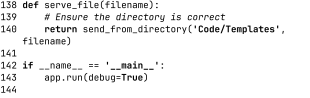 138 def serve_file(filename):
139     # Ensure the directory is correct
140     return send_from_directory('Code/Templates',
    filename)
141
142 if __name__ == '__main__':
143     app.run(debug=True)
144